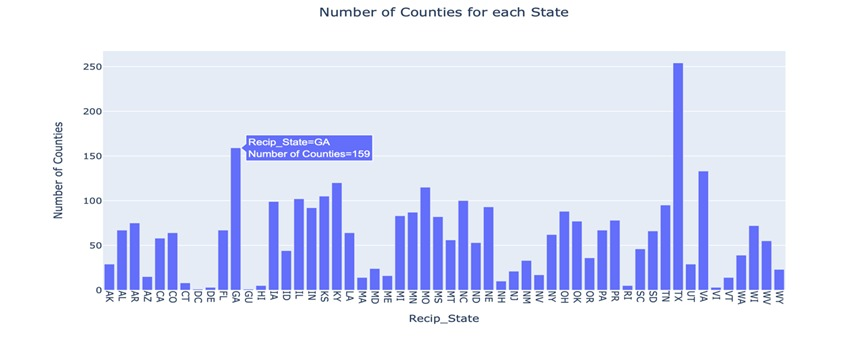 Number of Counties for each State
250
200
150
100
50
0
Number of Counties
Recip_State=GA
Number of Counties=159
AK AL AR AZ CA CO CT DC DE FL GA GU HI IA ID IL IN KS KY LA MA MD ME MI MN MO MS MT NC ND NE NH NJ NM NV NY OH OK OR PA PR RI SC SD TN TX UT VA VI VT WA WI WV WY
Recip_State